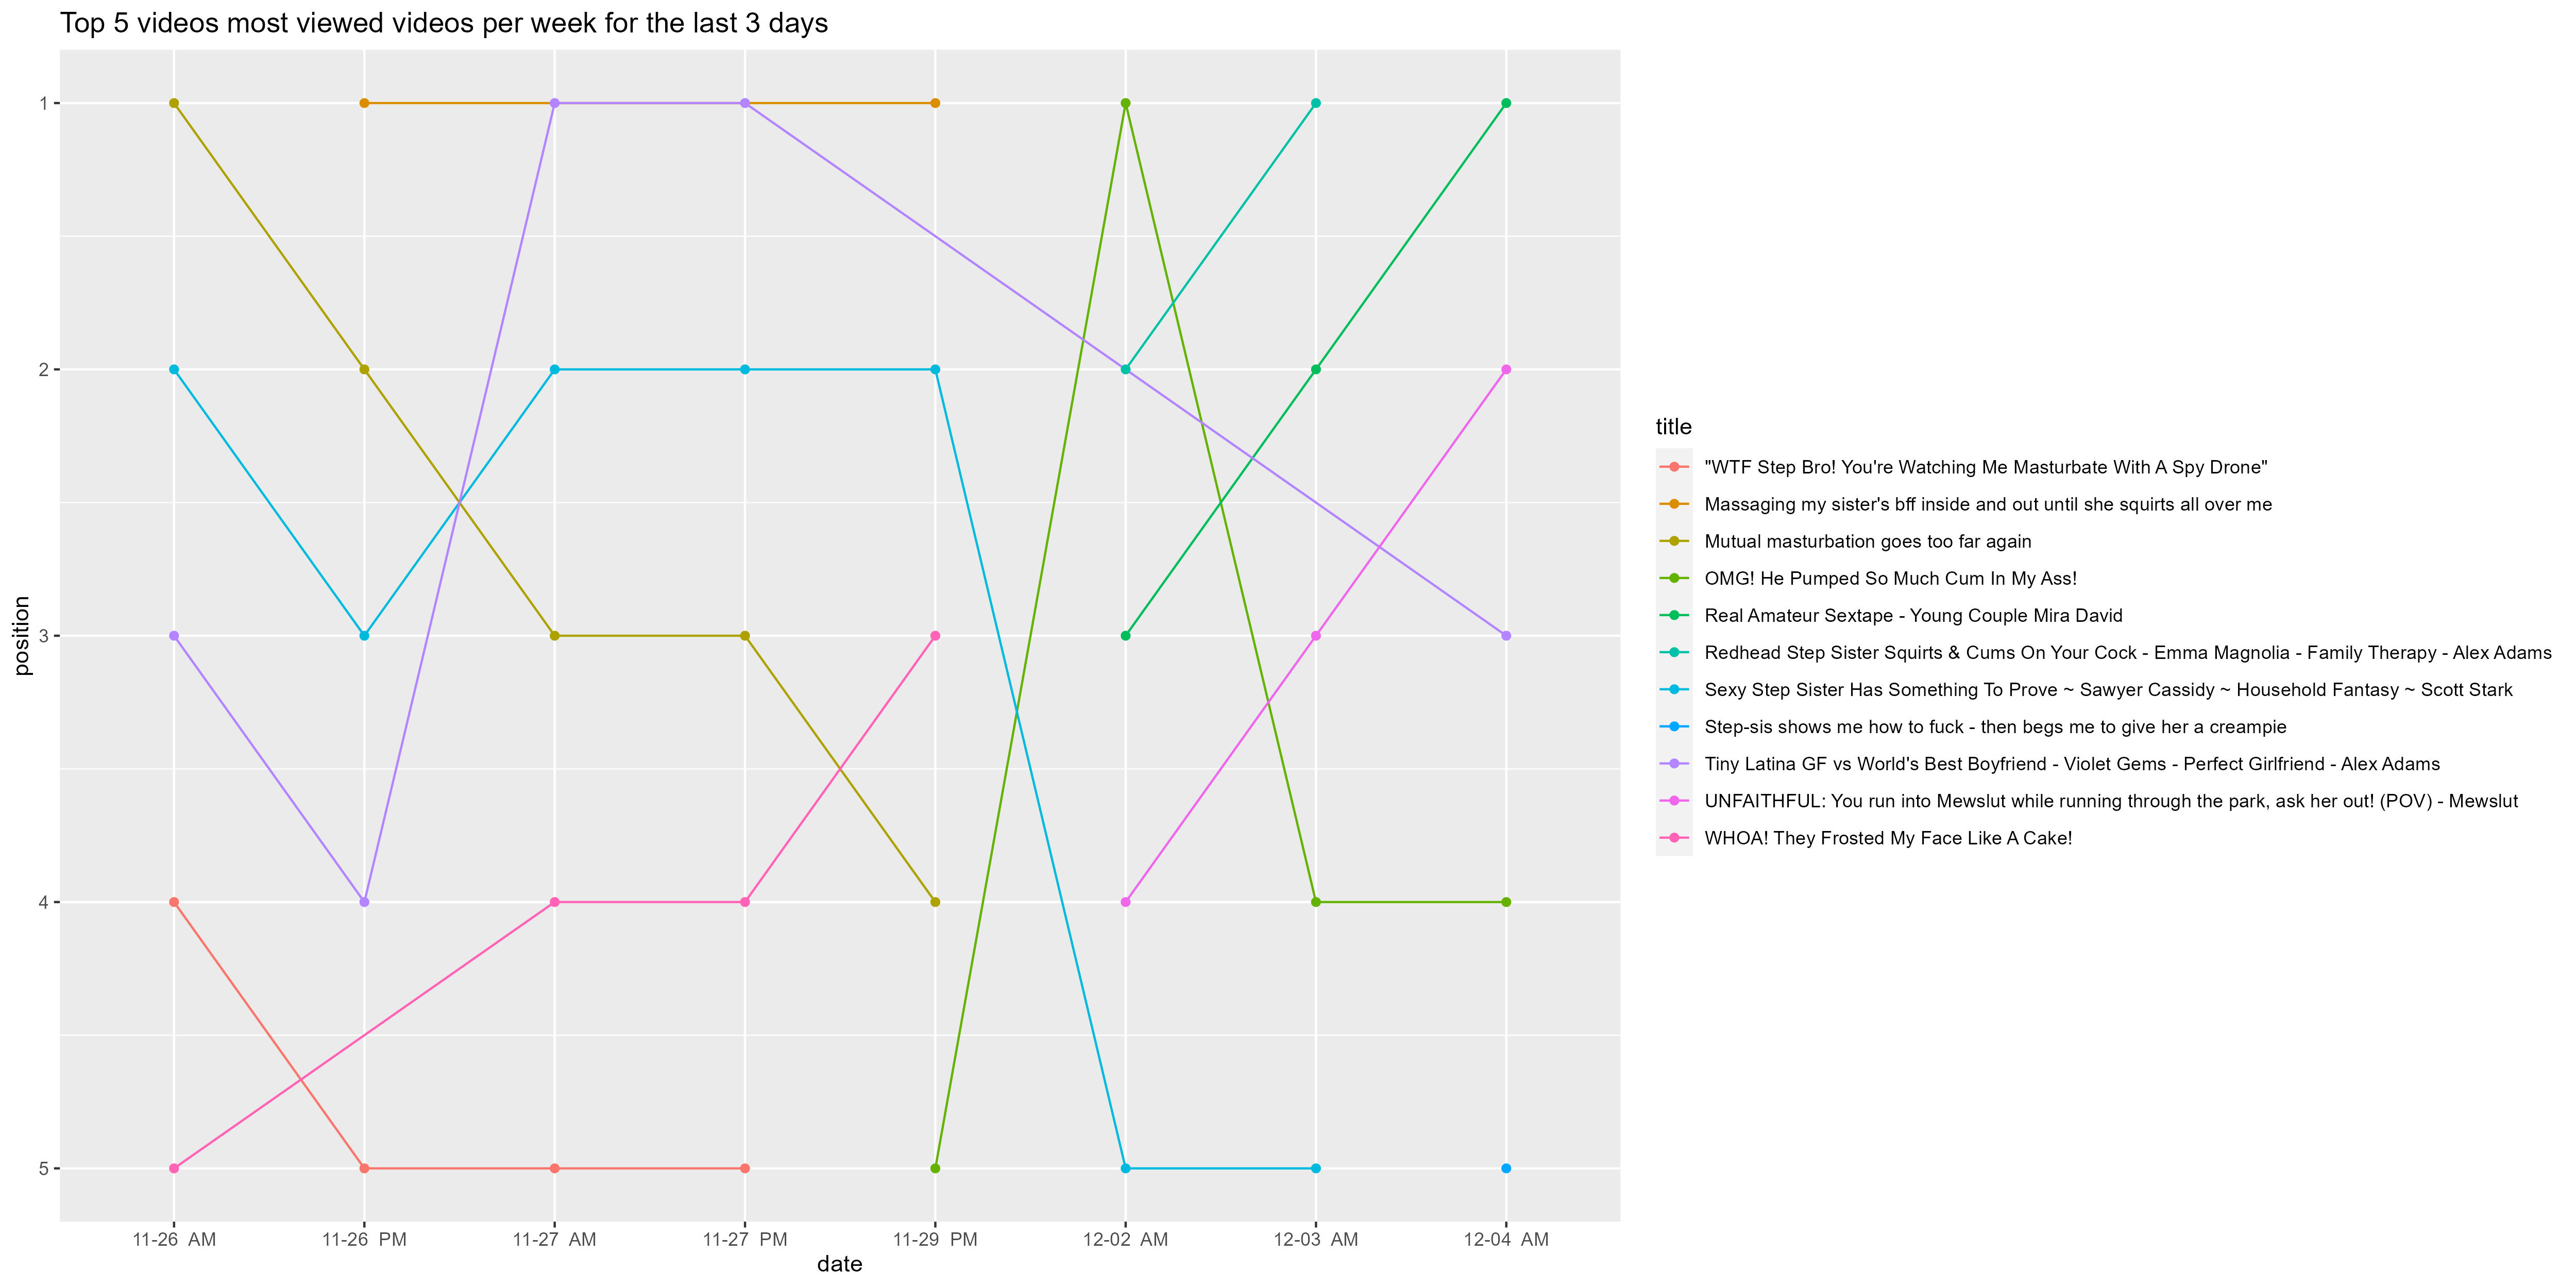 Top 5 videos most viewed videos per week for the last 3 days
position
1
2
3
4
5
11-26 AM
11-26 PM
11-27 AM
11-27 PM
11-29 PM
12-02 AM
12-03 AM
12-04 AM
date
title
"WTF Step Bro! You're Watching Me Masturbate With A Spy Drone"
Massaging my sister's bff inside and out until she squirts all over me
Mutual masturbation goes too far again
OMG! He Pumped So Much Cum In My Ass!
Real Amateur Sextape - Young Couple Mira David
Redhead Step Sister Squirts & Cums On Your Cock - Emma Magnolia - Family Therapy - Alex Adams
Sexy Step Sister Has Something To Prove ~ Sawyer Cassidy ~ Household Fantasy ~ Scott Stark
Step-sis shows me how to fuck - then begs me to give her a creampie
Tiny Latina GF vs World's Best Boyfriend - Violet Gems - Perfect Girlfriend - Alex Adams
UNFAITHFUL: You run into Mewslut while running through the park, ask her out! (POV) - Mewslut
WHOA! They Frosted My Face Like A Cake!